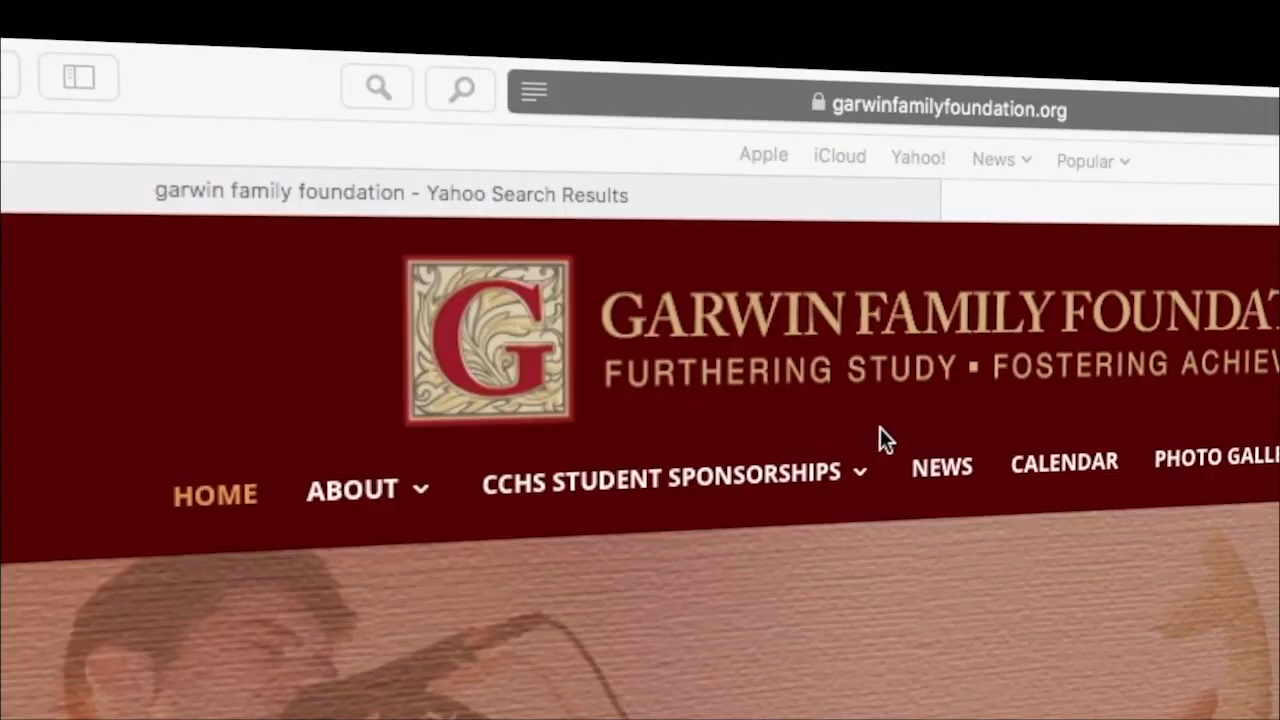 garwinfamilyfoundation.org
Apple iCloud Yahoo! News Popular
garwin family foundation - Yahoo Search Results
G
GARWIN FAMILY FOUNDAT
FURTHERING STUDY ▪ FOSTERING ACHIEV
HOME ABOUT CCHS STUDENT SPONSORSHIPS NEWS CALENDAR PHOTO GALLE